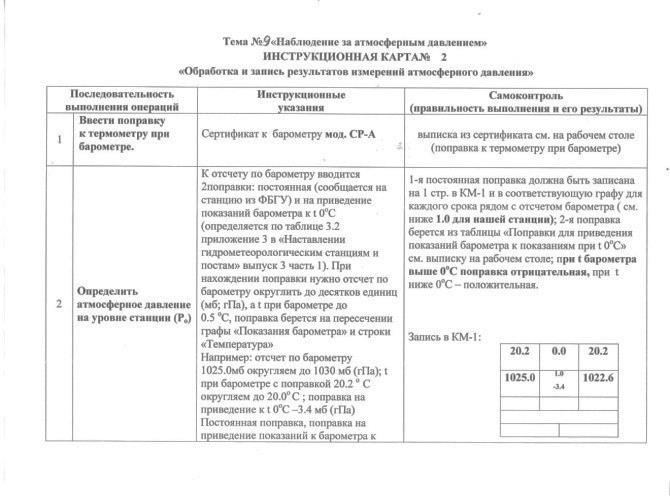 Тема №9 «Наблюдение за атмосферным давлением»
ИНСТРУКЦИОННАЯ КАРТА№ 2
«Обработка и запись результатов измерений атмосферного давления»
Последовательность
выполнения операций
Инструкционные
указания
Самоконтроль
(правильность выполнения и его результаты)
1
Ввести поправку
к термометру при
барометре.
Сертификат к барометру мод. СР-А
выписка из сертификата см. на рабочем столе
(поправка к термометру при барометре)
2
Определить
атмосферное давление
на уровне станции (P₀)
К отсчету по барометру вводится
2поправки: постоянная (сообщается на
станцию из ФБГУ) и на приведение
показаний барометра к t 0⁰С
(определяется по таблице 3.2
приложение 3 в «Наставлении
гидрометеорологическим станциям и
постам» выпуск 3 часть 1). При
нахождении поправки нужно отсчет по
барометру округлить до десятков единиц
(мб; гПа), а t при барометре до
0.5 ⁰С, поправка берется на пересечении
графы «Показания барометра» и строки
«Температура»
Например: отсчет по барометру
1025.0мб округляем до 1030 мб (гПа); t
при барометре с поправкой 20.2 ⁰ С
округляем до 20.0⁰ С ; поправка на
приведение к t 0⁰С –3.4 мб (гПа)
Постоянная поправка, поправка на
приведение показаний к барометра к
1-я постоянная поправка должна быть записана
на 1 стр. в КМ-1 и в соответствующую графу для
каждого срока рядом с отсчетом барометра ( см.
ниже 1.0 для нашей станции); 2-я поправка
берется из таблицы «Поправки для приведения
показаний барометра к показаниям при t 0⁰С»
см. выписку на рабочем столе; при t барометра
выше 0⁰С поправка отрицательная, при t
ниже 0⁰С – положительная.
Запись в КМ-1:
20.2 0.0 20.2
1025.0 1.0 1022.6
-3.4